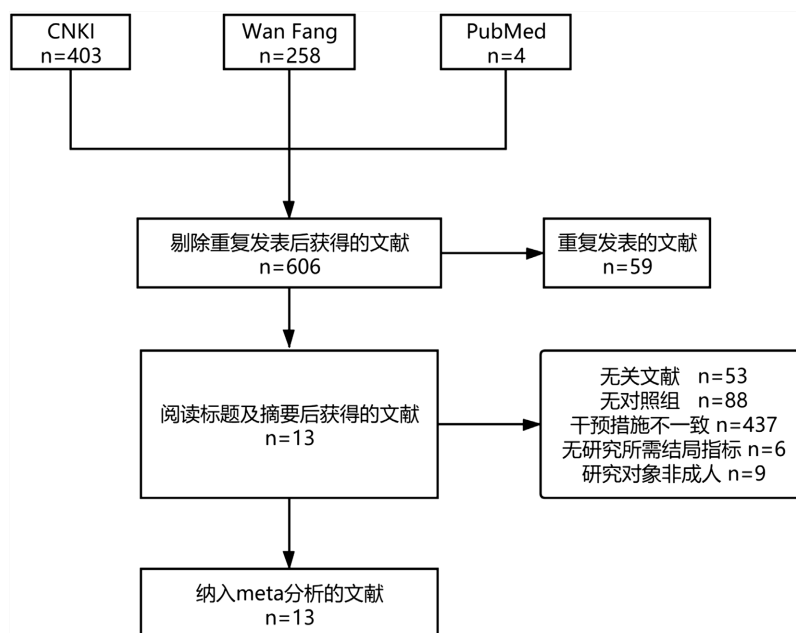 CNKI
n=403
Wan Fang
n=258
PubMed
n=4
剔除重复发表后获得的文献
n=606
重复发表的文献
n=59
阅读标题及摘要后获得的文献
n=13
无关文献 n=53
无对照组 n=88
干预措施不一致 n=437
无研究所需结局指标 n=6
研究对象非成人 n=9
纳入meta分析的文献
n=13